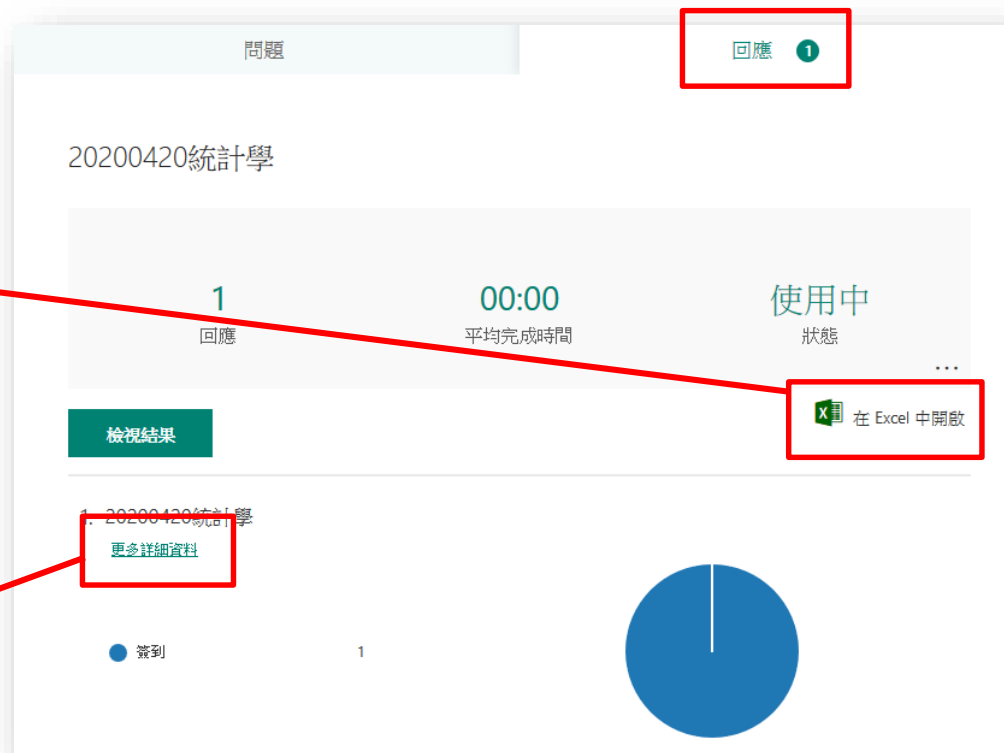 問題
回應 1
20200420統計學
1
回應
00:00
平均完成時間
使用中
狀態
...
檢視結果
在 Excel 中開啟
1. 20200420統計學
更多詳細資料
簽到 1